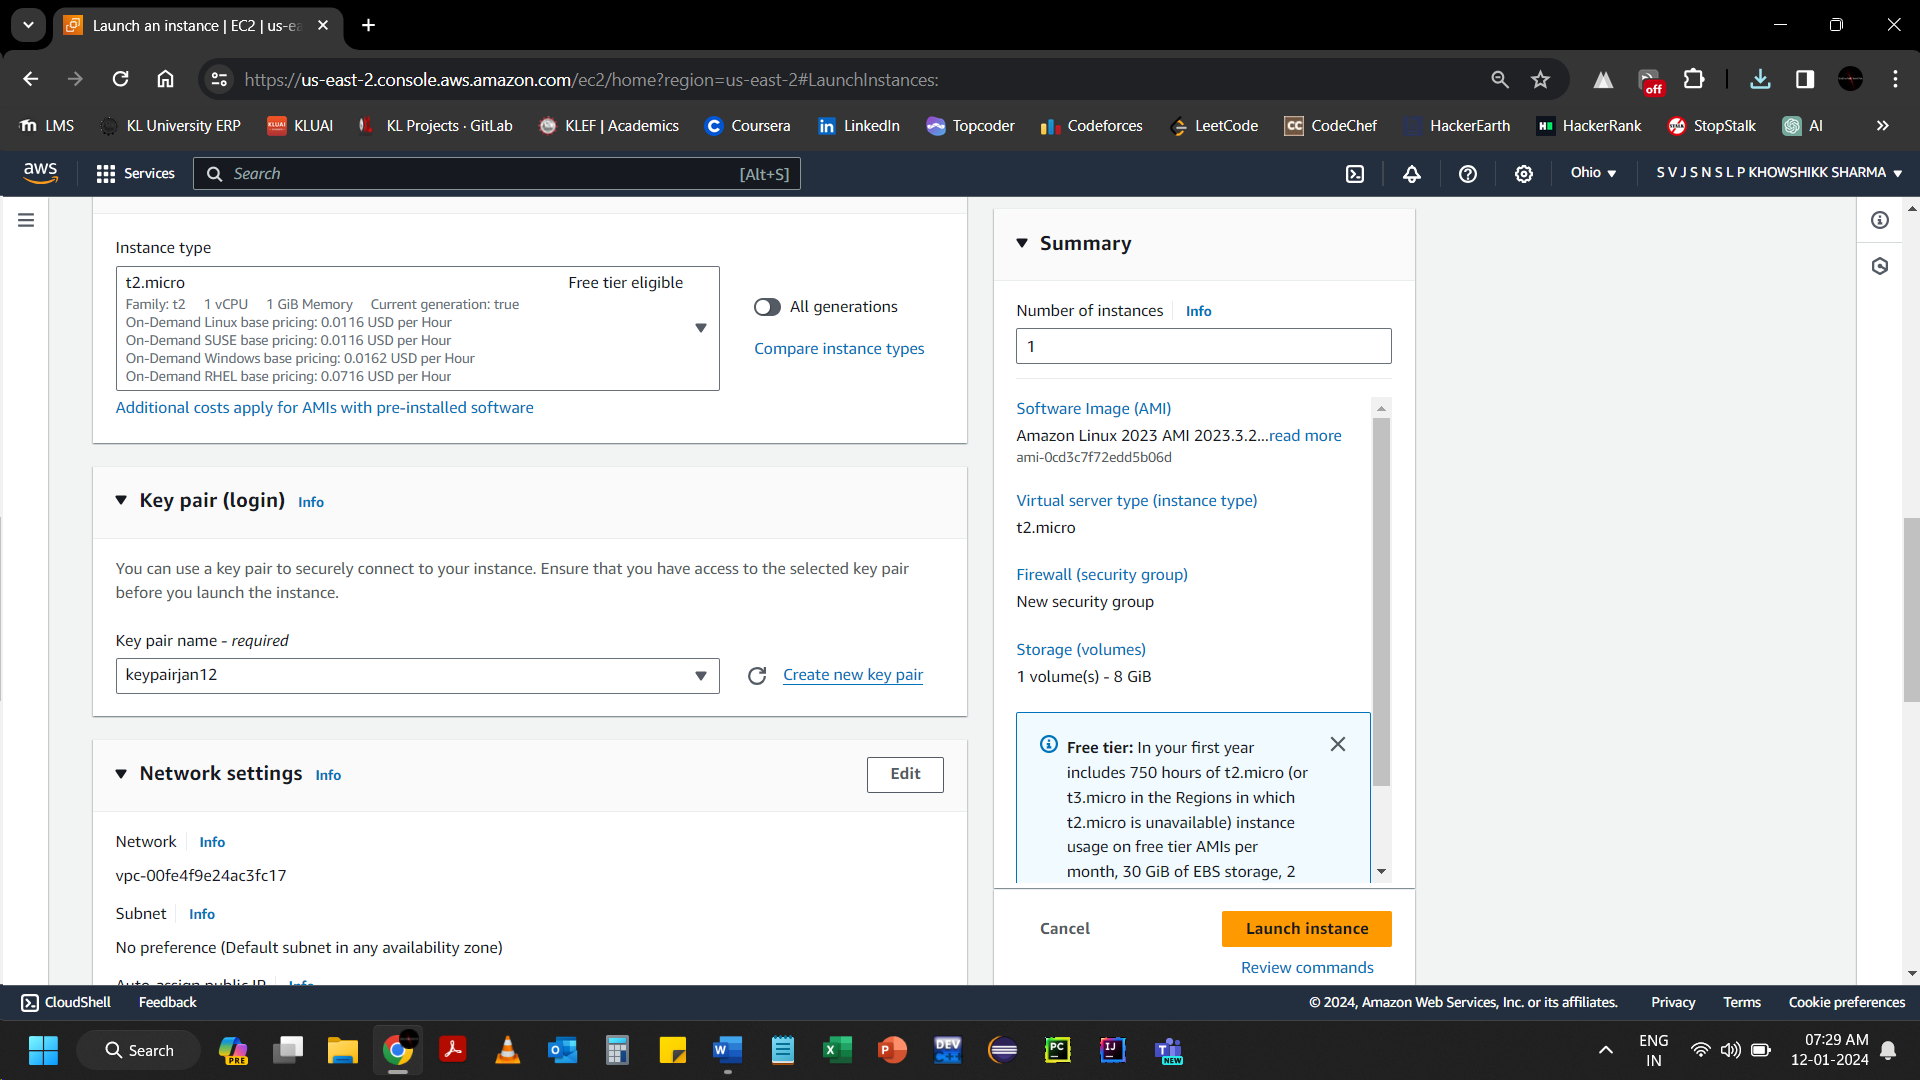 Launch an instance | EC2 | us-ea
https://us-east-2.console.aws.amazon.com/ec2/home?region=us-east-2#LaunchInstances:
off
LMS
KL University ERP
KLUAI
KLUAI
KL Projects · GitLab
KLEF | Academics
Coursera
LinkedIn
Topcoder
Codeforces
LeetCode
CC
CodeChef
HackerEarth
HackerRank
StopStalk
AI
aws
Services
Search
[Alt+S]
Ohio
S V J S N S L P KHOWSHIKK SHARMA
Instance type
t2.micro
Free tier eligible
Family: t2 1 vCPU 1 GiB Memory Current generation: true
On-Demand Linux base pricing: 0.0116 USD per Hour
On-Demand SUSE base pricing: 0.0116 USD per Hour
On-Demand Windows base pricing: 0.0162 USD per Hour
On-Demand RHEL base pricing: 0.0716 USD per Hour
All generations
Compare instance types
Additional costs apply for AMIs with pre-installed software
Key pair (login) Info
You can use a key pair to securely connect to your instance. Ensure that you have access to the selected key pair
before you launch the instance.
Key pair name - required
keypairjan12
Create new key pair
Network settings Info
Edit
Network Info
vpc-00fe4f9e24ac3fc17
Subnet Info
No preference (Default subnet in any availability zone)
Auto-assign public IP Info
Summary
Number of instances Info
1
Software Image (AMI)
Amazon Linux 2023 AMI 2023.3.2...read more
ami-0cd3c7f72edd5b06d
Virtual server type (instance type)
t2.micro
Firewall (security group)
New security group
Storage (volumes)
1 volume(s) - 8 GiB
Free tier: In your first year
includes 750 hours of t2.micro (or
t3.micro in the Regions in which
t2.micro is unavailable) instance
usage on free tier AMIs per
month, 30 GiB of EBS storage, 2
Cancel
Launch instance
Review commands
CloudShell
Feedback
© 2024, Amazon Web Services, Inc. or its affiliates.
Privacy
Terms
Cookie preferences
Search
PRE
DEV
PC
IJ
NEW
ENG
IN
07:29 AM
12-01-2024